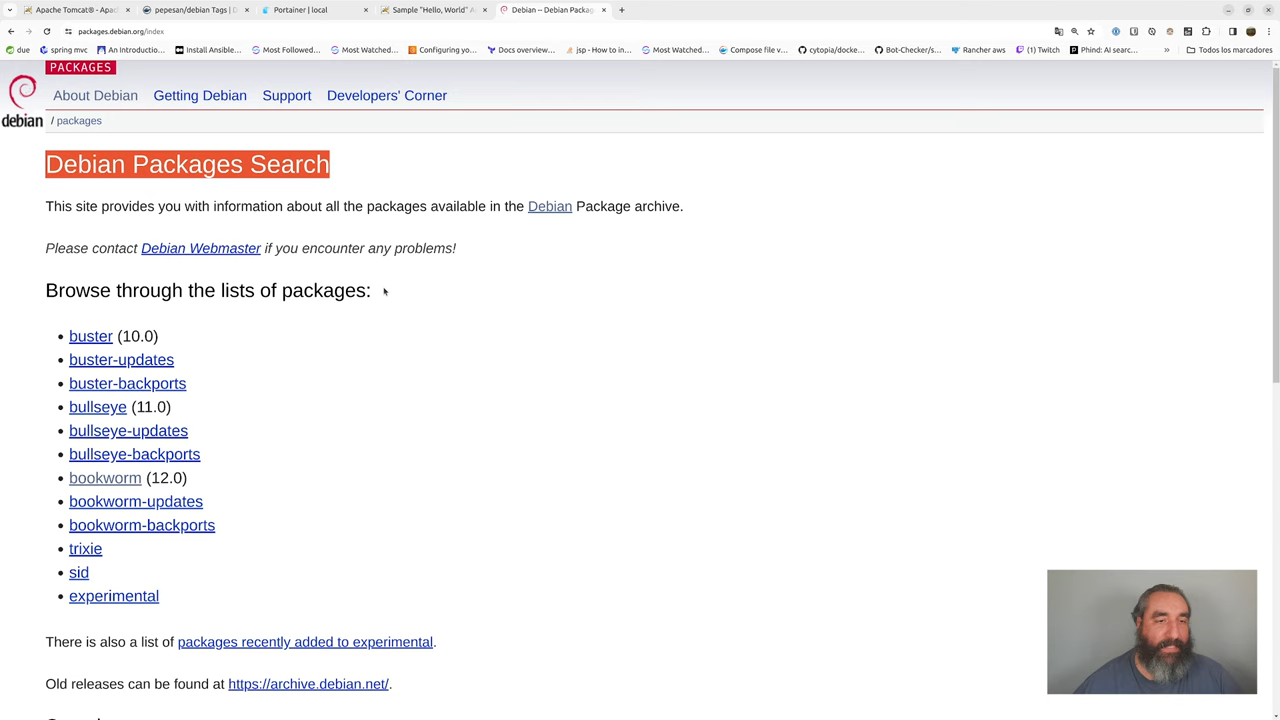 Apache Tomcat® - Apache Tom
pepesan/debian Tags | D
Portainer | local
Sample "Hello, World" A
Debian -- Debian Packag
packages.debian.org/index
due
spring mvc
An Introductio...
Install Ansible...
Most Followed...
Most Watched...
Configuring yo...
Docs overview...
jsp - How to in...
Most Watched...
Compose file v...
cytopia/docke...
Bot-Checker/s...
Rancher aws
(1) Twitch
Phind: AI searc...
»
Todos los marcadores
PACKAGES
About Debian Getting Debian Support Developers' Corner
debian
/ packages
Debian Packages Search
This site provides you with information about all the packages available in the Debian Package archive.
Please contact Debian Webmaster if you encounter any problems!
Browse through the lists of packages:
• buster (10.0)
• buster-updates
• buster-backports
• bullseye (11.0)
• bullseye-updates
• bullseye-backports
• bookworm (12.0)
• bookworm-updates
• bookworm-backports
• trixie
• sid
• experimental
There is also a list of packages recently added to experimental.
Old releases can be found at https://archive.debian.net/.